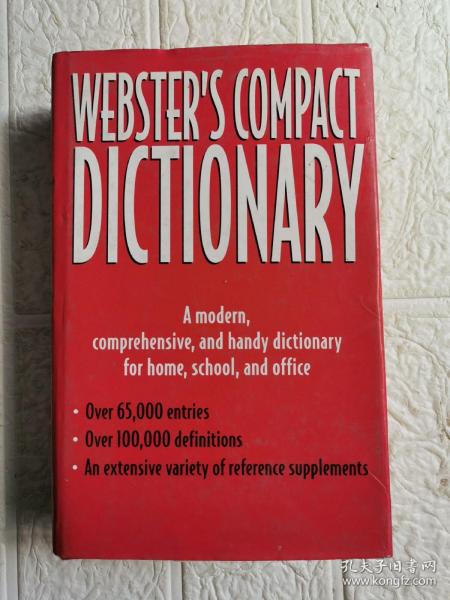 WEBSTER'S COMPACT
DICTIONARY
A modern,
comprehensive, and handy dictionary
for home, school, and office
• Over 65,000 entries
• Over 100,000 definitions
• An extensive variety of reference supplements
孔夫子旧书网
www.kongfz.com